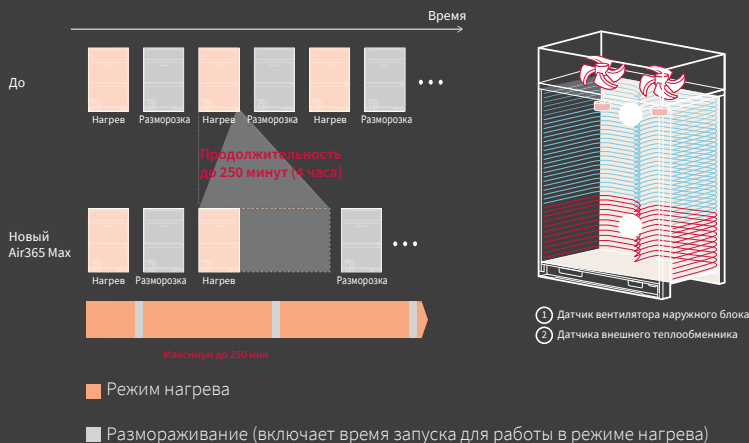 Время
До
Нагрев Разморозка Нагрев Разморозка Нагрев Разморозка
Продолжительность
до 250 минут (4 часа)
Новый
Air365 Max
Нагрев Разморозка Нагрев Разморозка
Максимум до 250 мин
Режим нагрева
Размораживание (включает время запуска для работы в режиме нагрева)
1 Датчик вентилятора наружного блока
2 Датчика внешнего теплообменника